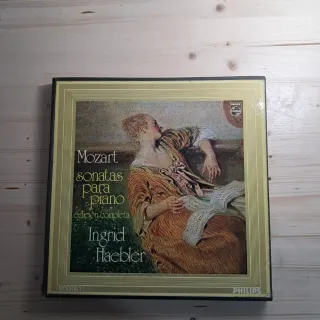 Mozart
sonatas
para
piano
edición completa
Ingrid
Haebler
PHILIPS